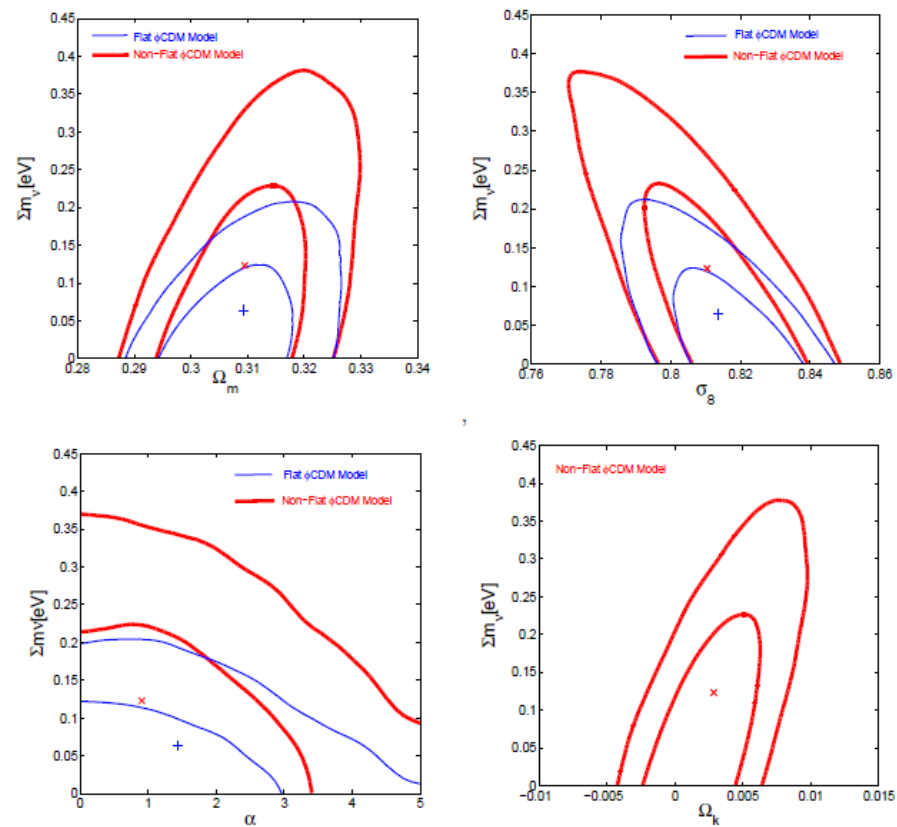 0.45
0.4
0.35
0.3
0.25
0.2
0.15
0.1
0.05
0
Σmν[eV]
Flat ϕCDM Model
Non−Flat ϕCDM Model
0.28 0.29 0.3 0.31 0.32 0.33 0.34
Ωm
0.45
0.4
0.35
0.3
0.25
0.2
0.15
0.1
0.05
0
Σmν[eV]
Flat ϕCDM Model
Non−Flat ϕCDM Model
0.76 0.78 0.8 0.82 0.84 0.86
σ8
,
0.45
0.4
0.35
0.3
0.25
0.2
0.15
0.1
0.05
0
Σmν[eV]
Flat ϕCDM Model
Non−Flat ϕCDM Model
0 1 2 3 4 5
α
0.45
0.4
0.35
0.3
0.25
0.2
0.15
0.1
0.05
0
Σmν[eV]
Non−Flat ϕCDM Model
−0.01 −0.005 0 0.005 0.01 0.015
Ωk